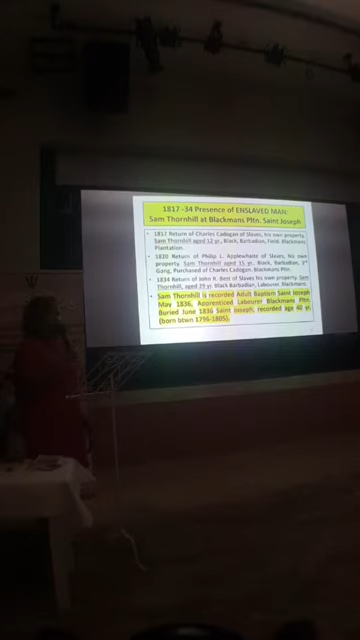 1817 -34 Presence of ENSLAVED MAN:
Sam Thornhill at Blackmans Pltn. Saint Joseph
1817 Return of Charles Cadogan of Slaves, his own property.
Sam Thornhill aged 12 yr., Black, Barbadian, Field. Blackmans
Plantation.
1820 Return of Philip L. Applewhaite of Slaves, his own
property. Sam Thornhill aged 15 yr., Black, Barbadian,
Gang, Purchased of Charles Cadogan. Blackmans Pltn.
1834 Return of John R. Best of Slaves his own property. Sam
Thornhill, aged 29 yr. Black Barbadian, Labourer, Blackmans.
Sam Thornhill is recorded Adult Baptism Saint Joseph
May 1836, Apprenticed Labourer Blackmans Pltn.
Buried June 1836 Saint Joseph, recorded age 40 yr.
(born btwn 1796-1805).